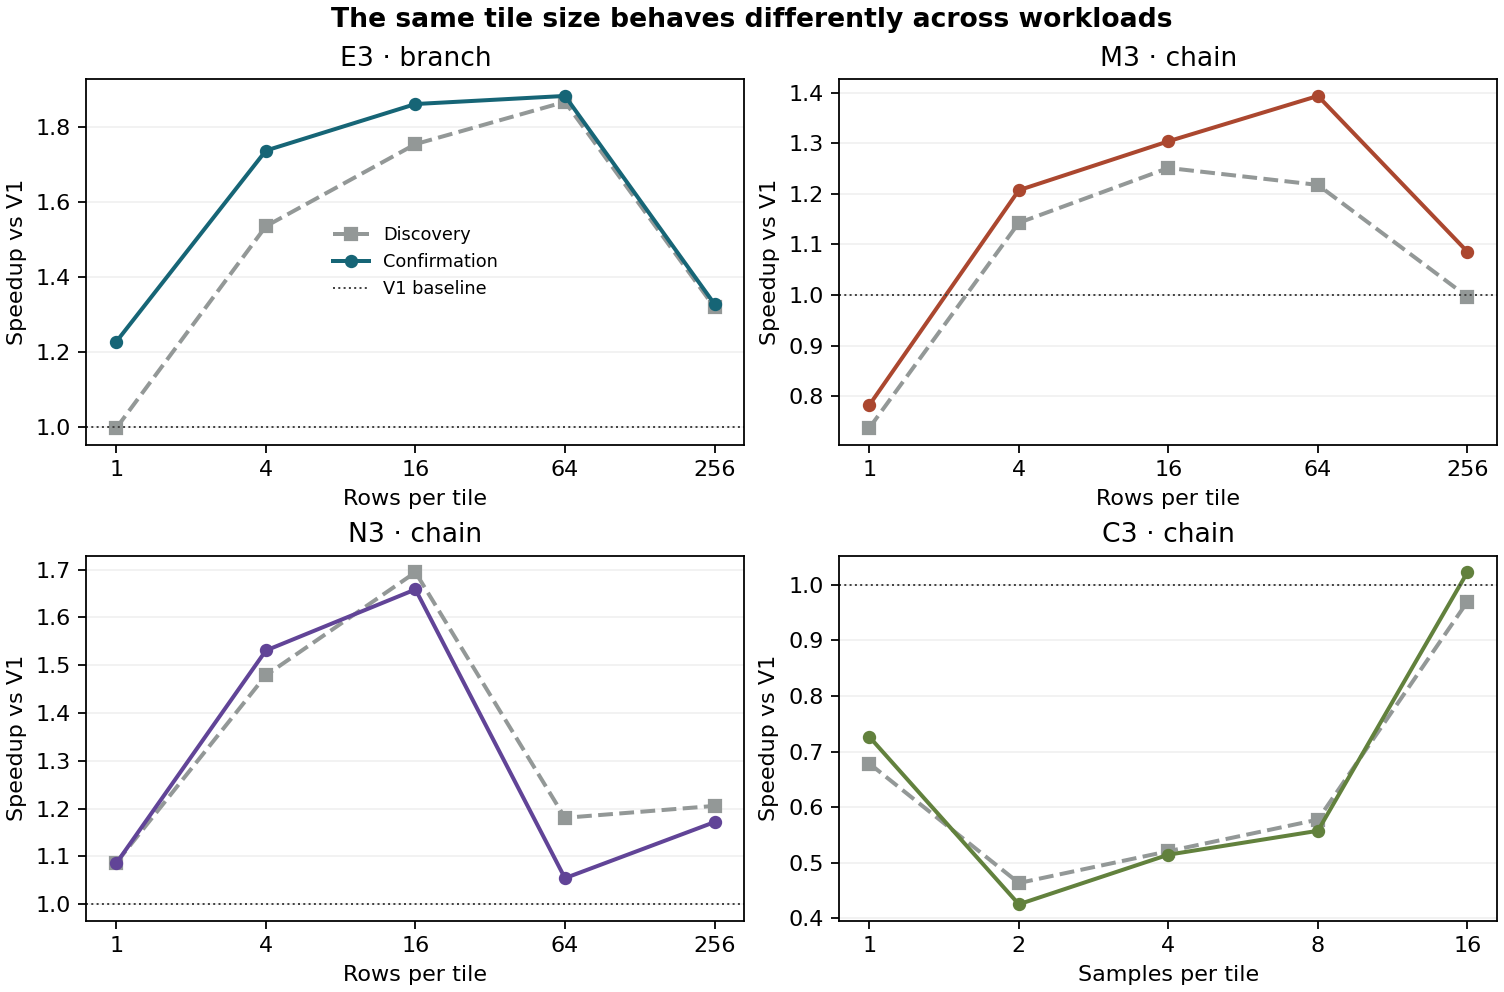 The same tile size behaves differently across workloads
E3 · branch
Speedup vs V1
1.8
1.6
1.4
1.2
1.0
Discovery
Confirmation
V1 baseline
1 4 16 64 256
Rows per tile
M3 · chain
Speedup vs V1
1.4
1.3
1.2
1.1
1.0
0.9
0.8
1 4 16 64 256
Rows per tile
N3 · chain
Speedup vs V1
1.7
1.6
1.5
1.4
1.3
1.2
1.1
1.0
1 4 16 64 256
Rows per tile
C3 · chain
Speedup vs V1
1.0
0.9
0.8
0.7
0.6
0.5
0.4
1 2 4 8 16
Samples per tile